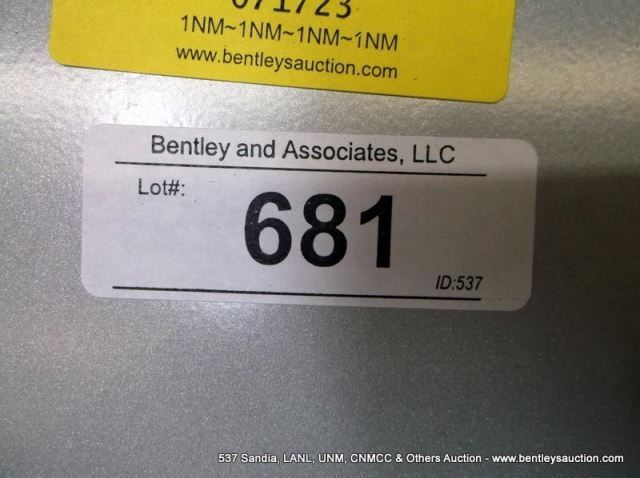 071723
1NM~1NM~1NM~1NM
www.bentleysauction.com
Bentley and Associates, LLC
Lot#:
681
ID:537
537 Sandia, LANL, UNM, CNMCC & Others Auction - www.bentleysauction.com